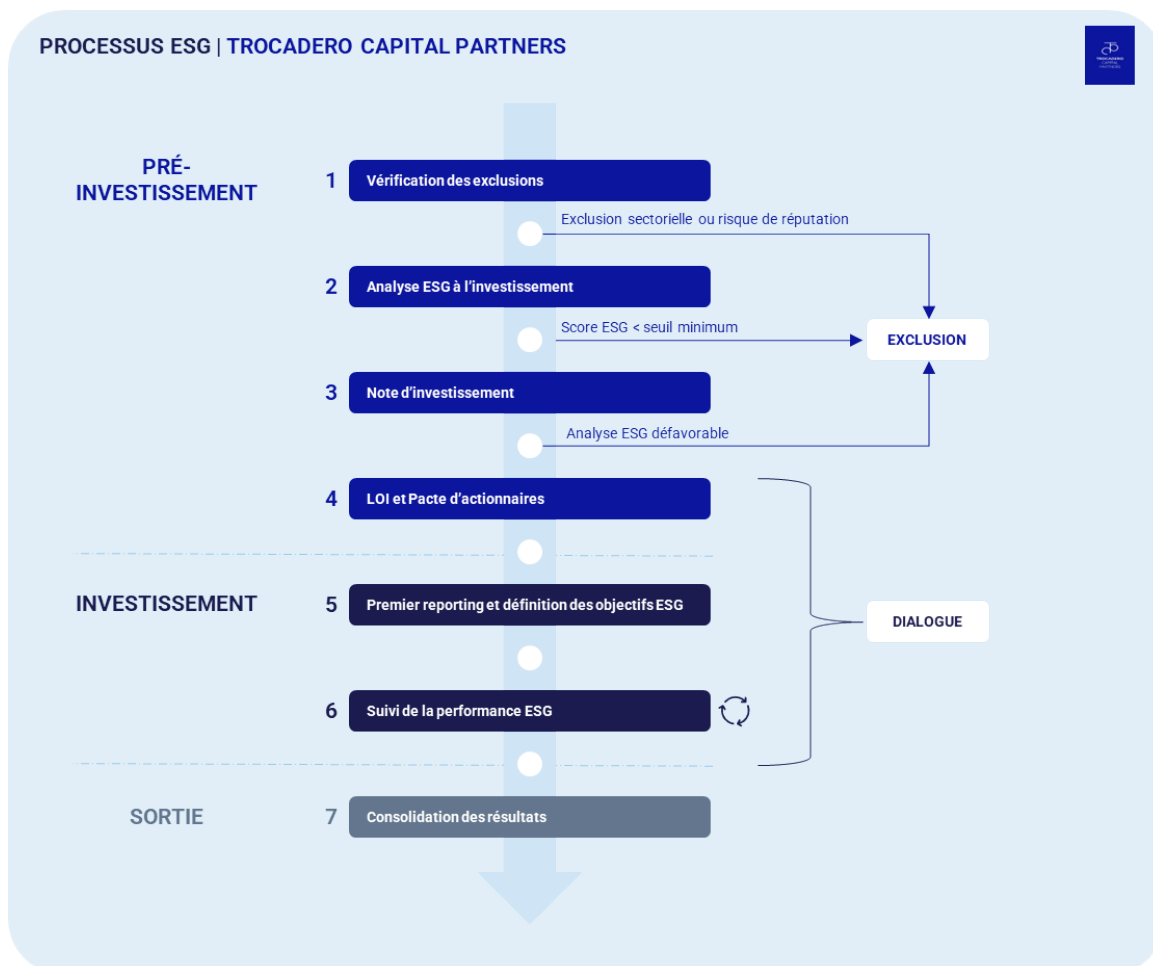 PROCESSUS ESG | TROCADERO CAPITAL PARTNERS
TROCADERO
CAPITAL
PARTNERS
PRÉ-
INVESTISSEMENT
1
Vérification des exclusions
Exclusion sectorielle ou risque de réputation
2
Analyse ESG à l’investissement
Score ESG < seuil minimum
EXCLUSION
3
Note d’investissement
Analyse ESG défavorable
4
LOI et Pacte d’actionnaires
INVESTISSEMENT
5
Premier reporting et définition des objectifs ESG
DIALOGUE
6
Suivi de la performance ESG
SORTIE
7
Consolidation des résultats